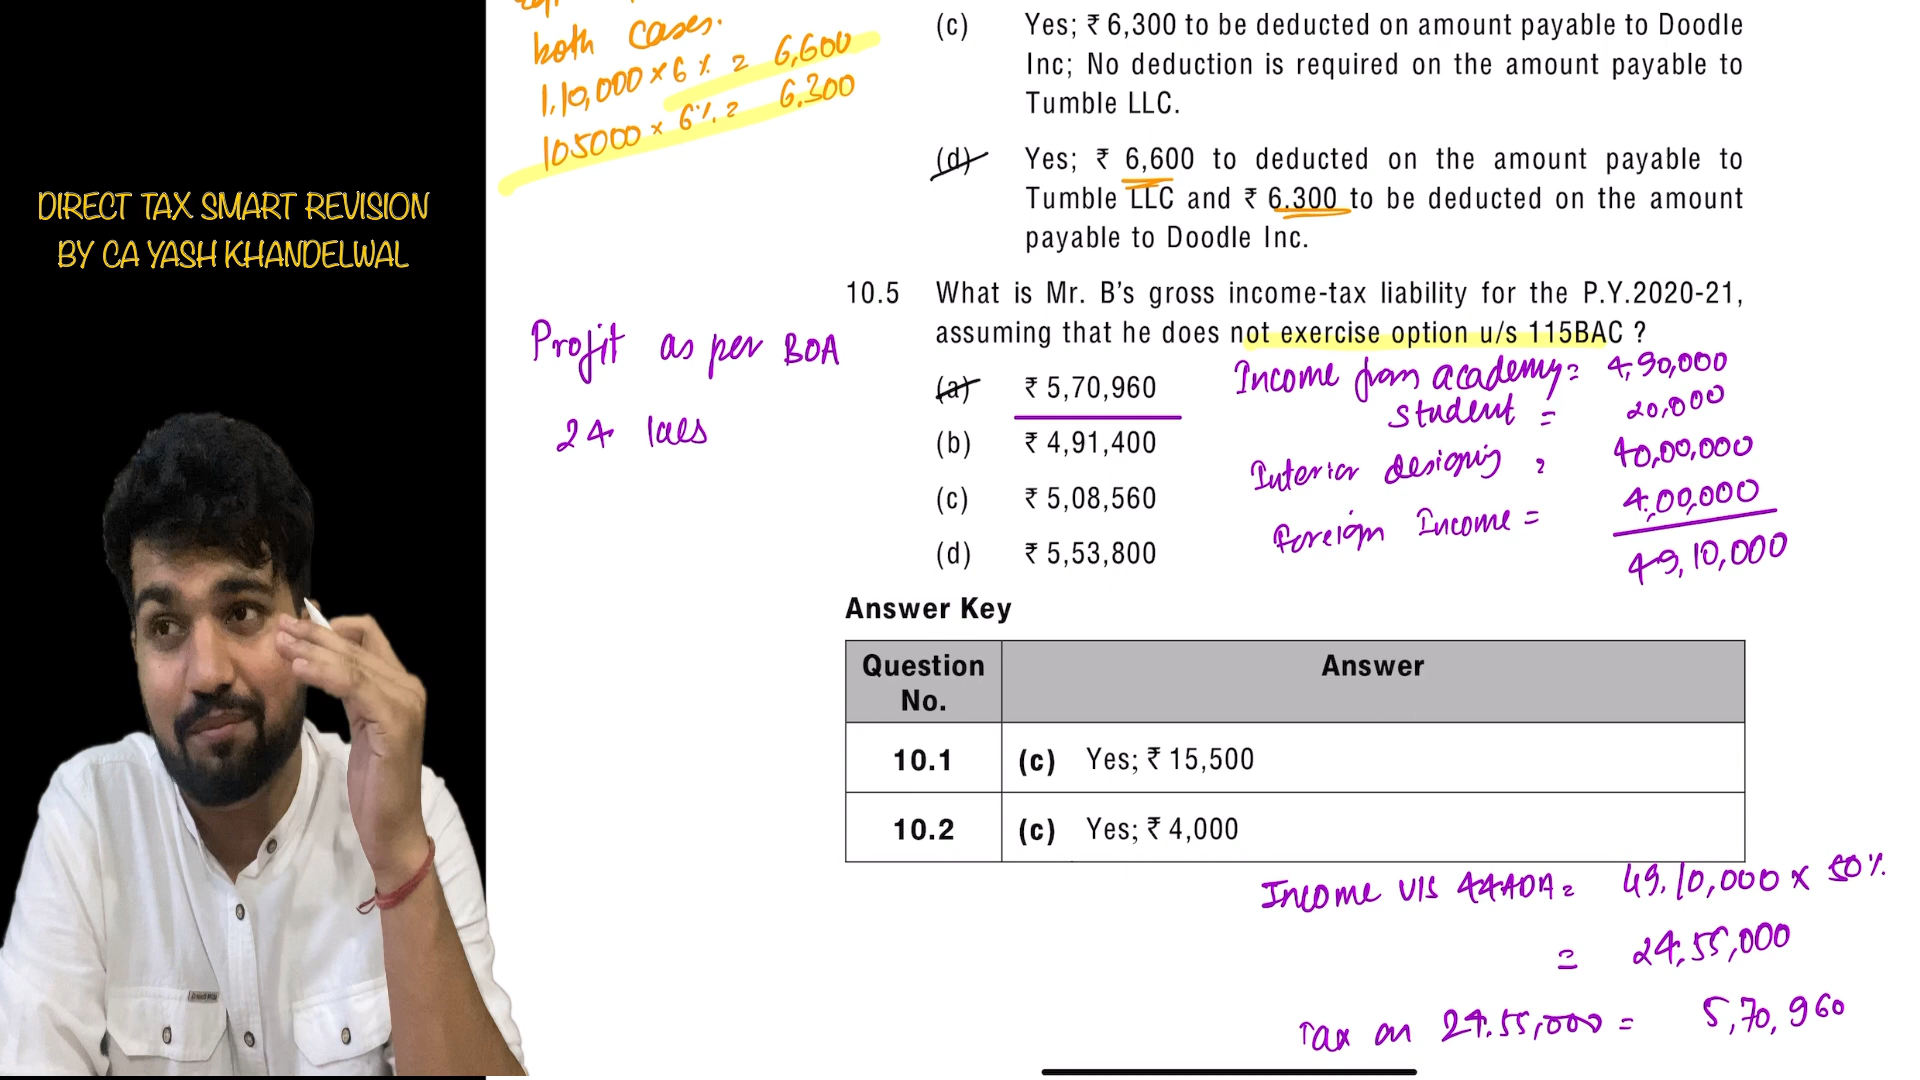 both cases.
1,10,000 x 6 % = 6,600
105000 x 6% = 6.300
DIRECT TAX SMART REVISION
BY CA YASH KHANDELWAL
(c) Yes; ₹ 6,300 to be deducted on amount payable to Doodle
Inc; No deduction is required on the amount payable to
Tumble LLC.
(d) Yes; ₹ 6,600 to deducted on the amount payable to
Tumble LLC and ₹ 6.300 to be deducted on the amount
payable to Doodle Inc.
10.5 What is Mr. B’s gross income-tax liability for the P.Y.2020-21,
assuming that he does not exercise option u/s 115BAC ?
Profit as per BOA
24 lacs
(a) ₹ 5,70,960
(b) ₹ 4,91,400
(c) ₹ 5,08,560
(d) ₹ 5,53,800
Income from academy = 4,90,000
student = 20,000
Interior designing = 40,00,000
Foreign Income = 4,00,000
49,10,000
Answer Key
Question No. Answer
10.1 (c) Yes; ₹ 15,500
10.2 (c) Yes; ₹ 4,000
Income U/S 44ADA = 49,10,000 x 50%
= 24,55,000
Tax on 24.55,000 = 5,70,960